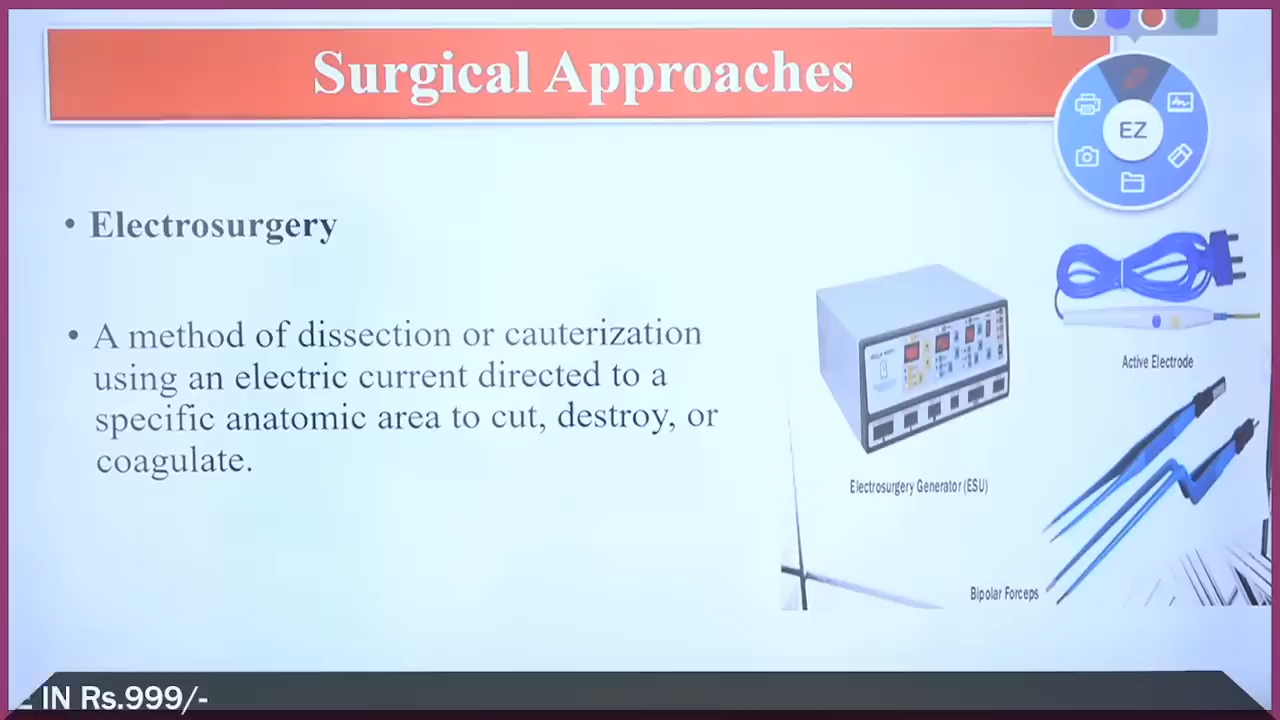 Surgical Approaches
EZ
• Electrosurgery
• A method of dissection or cauterization
using an electric current directed to a
specific anatomic area to cut, destroy, or
coagulate.
Active Electrode
Electrosurgery Generator (ESU)
Bipolar Forceps
IN Rs.999/-